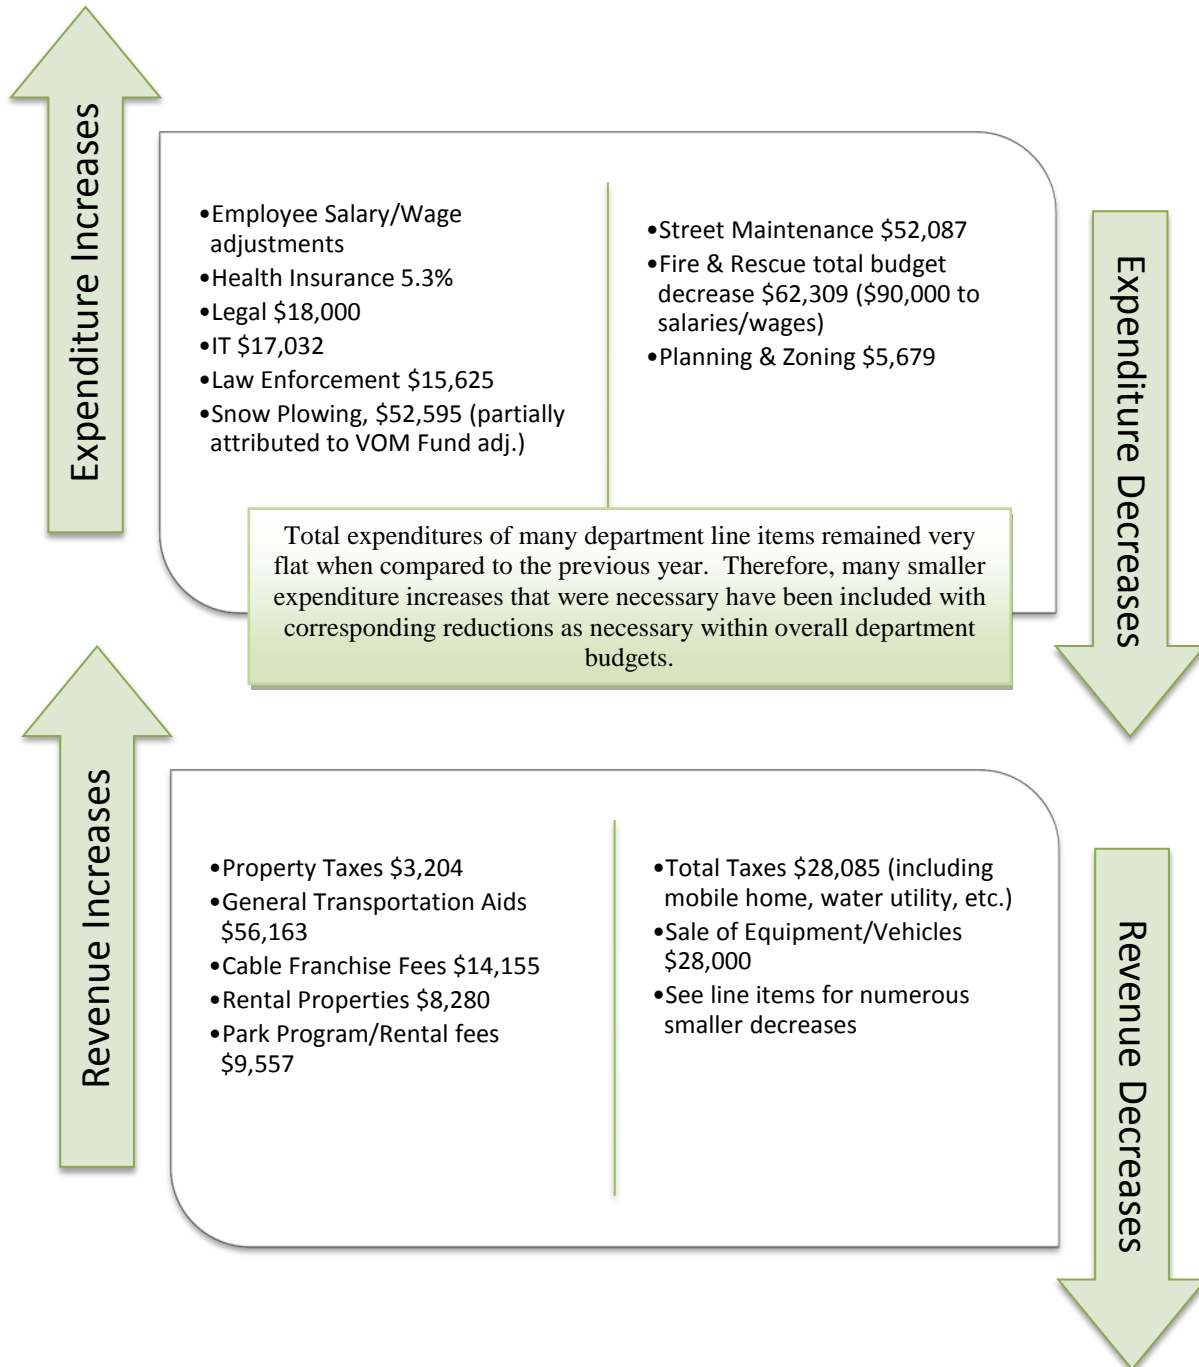 Expenditure Increases
•Employee Salary/Wage
adjustments
•Health Insurance 5.3%
•Legal $18,000
•IT $17,032
•Law Enforcement $15,625
•Snow Plowing, $52,595 (partially
attributed to VOM Fund adj.)
•Street Maintenance $52,087
•Fire & Rescue total budget
decrease $62,309 ($90,000 to
salaries/wages)
•Planning & Zoning $5,679
Expenditure Decreases
Total expenditures of many department line items remained very
flat when compared to the previous year.  Therefore, many smaller
expenditure increases that were necessary have been included with
corresponding reductions as necessary within overall department
budgets.
Revenue Increases
•Property Taxes $3,204
•General Transportation Aids
$56,163
•Cable Franchise Fees $14,155
•Rental Properties $8,280
•Park Program/Rental fees
$9,557
•Total Taxes $28,085 (including
mobile home, water utility, etc.)
•Sale of Equipment/Vehicles
$28,000
•See line items for numerous
smaller decreases
Revenue Decreases